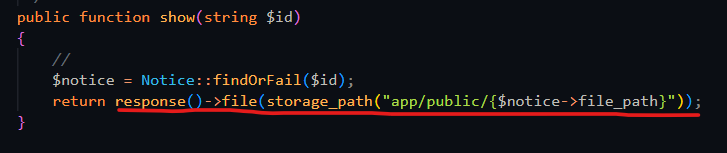 public function show(string $id)
{
//
$notice = Notice::findOrFail($id);
return response()->file(storage_path("app/public/{$notice->file_path}"));
}